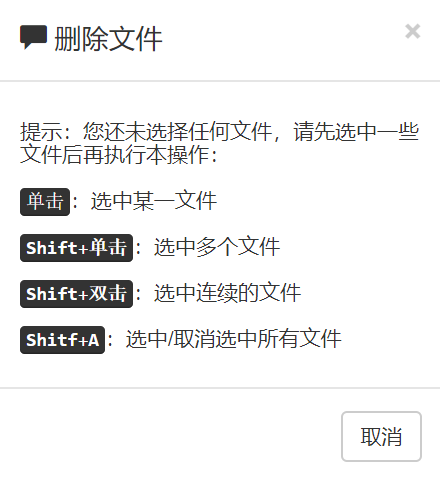 删除文件
×
提示：您还未选择任何文件，请先选中一些
文件后再执行本操作：
单击：选中某一文件
Shift+单击：选中多个文件
Shift+双击：选中连续的文件
Shitf+A：选中/取消选中所有文件
取消